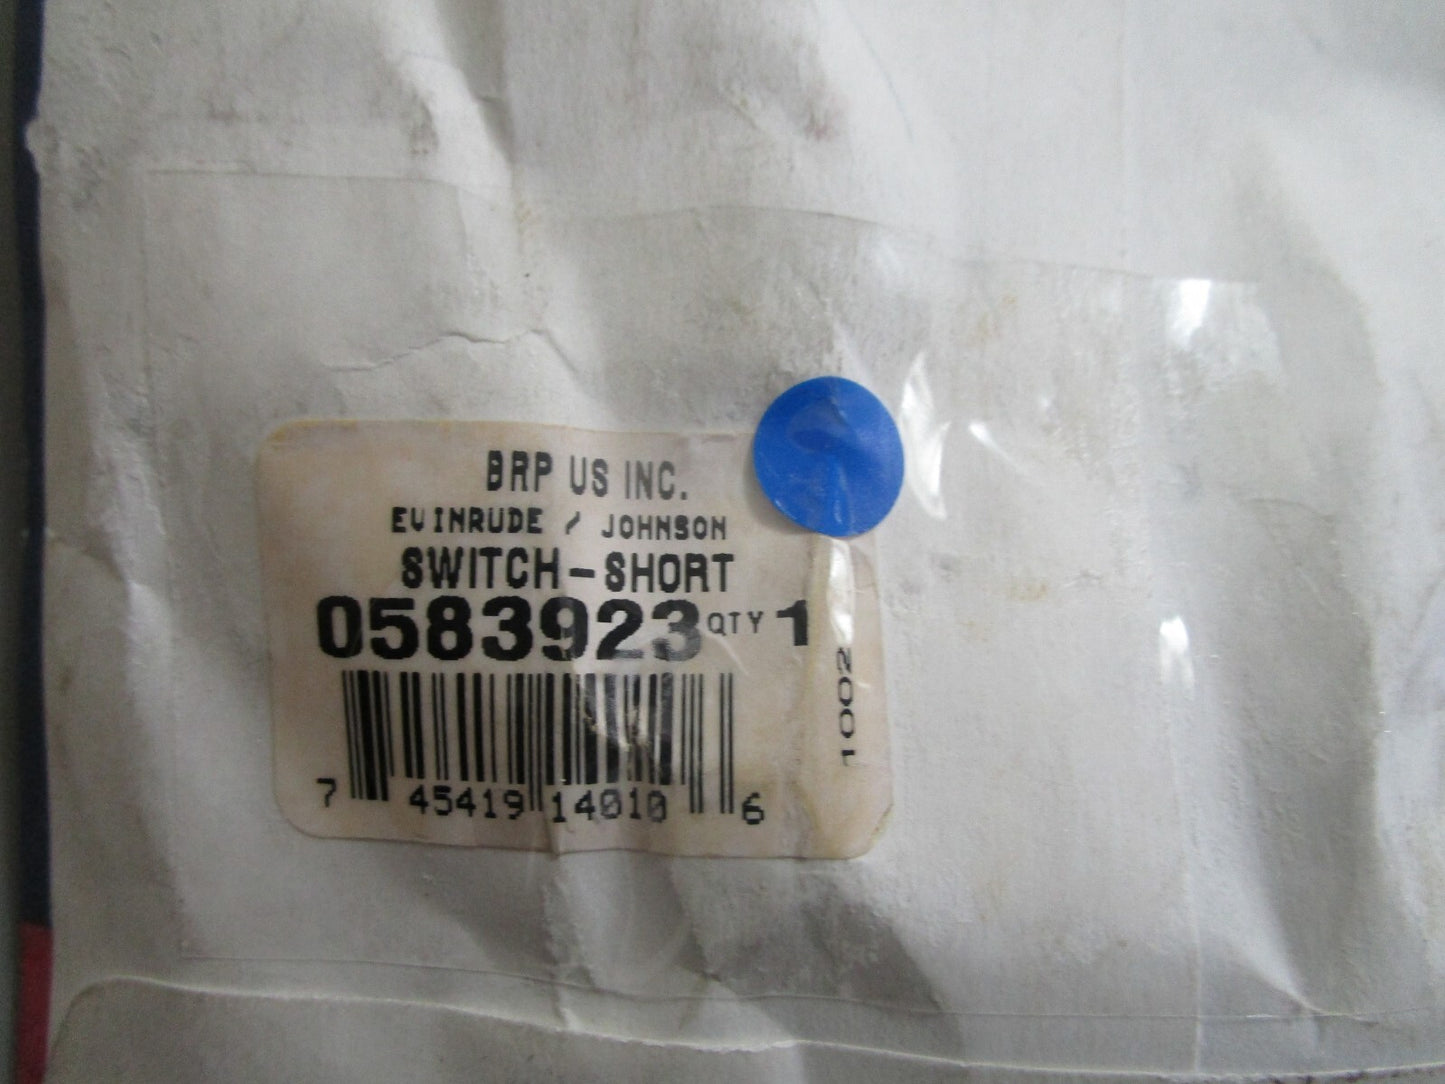 BRP US INC.
EVINRUDE / JOHNSON
SWITCH-SHORT
0583923 QTY 1
1002
7 45419 14010 6